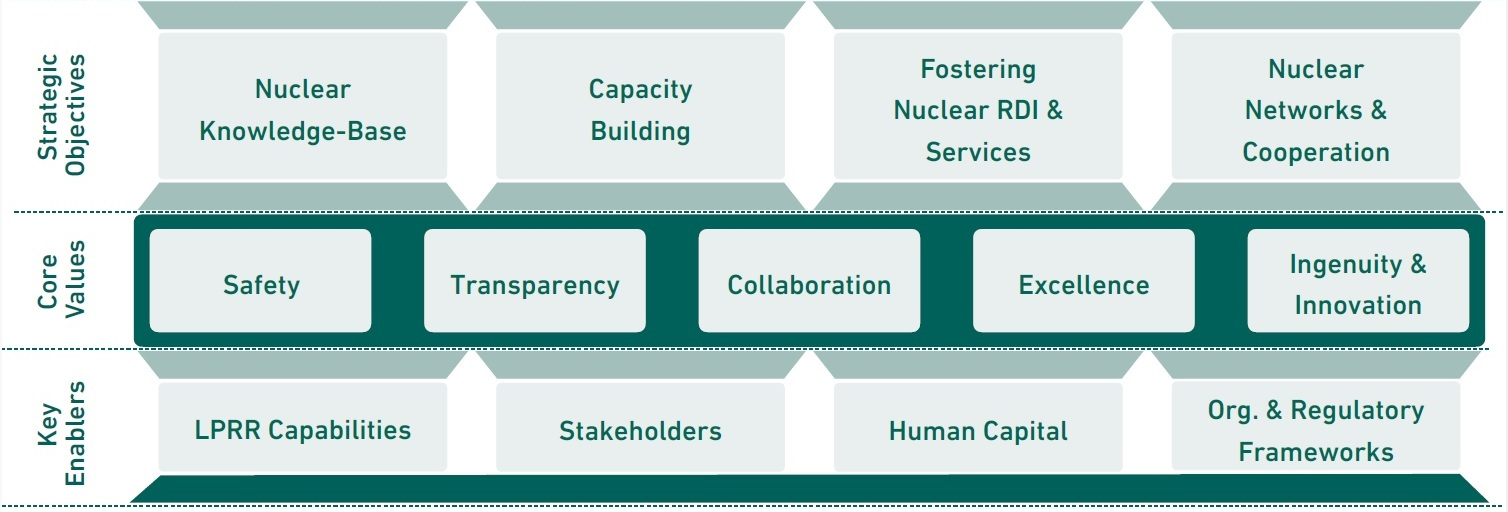 Strategic
Objectives
Nuclear
Knowledge-Base
Capacity
Building
Fostering
Nuclear RDI &
Services
Nuclear
Networks &
Cooperation
Core
Values
Safety
Transparency
Collaboration
Excellence
Ingenuity &
Innovation
Key
Enablers
LPRR Capabilities
Stakeholders
Human Capital
Org. & Regulatory
Frameworks